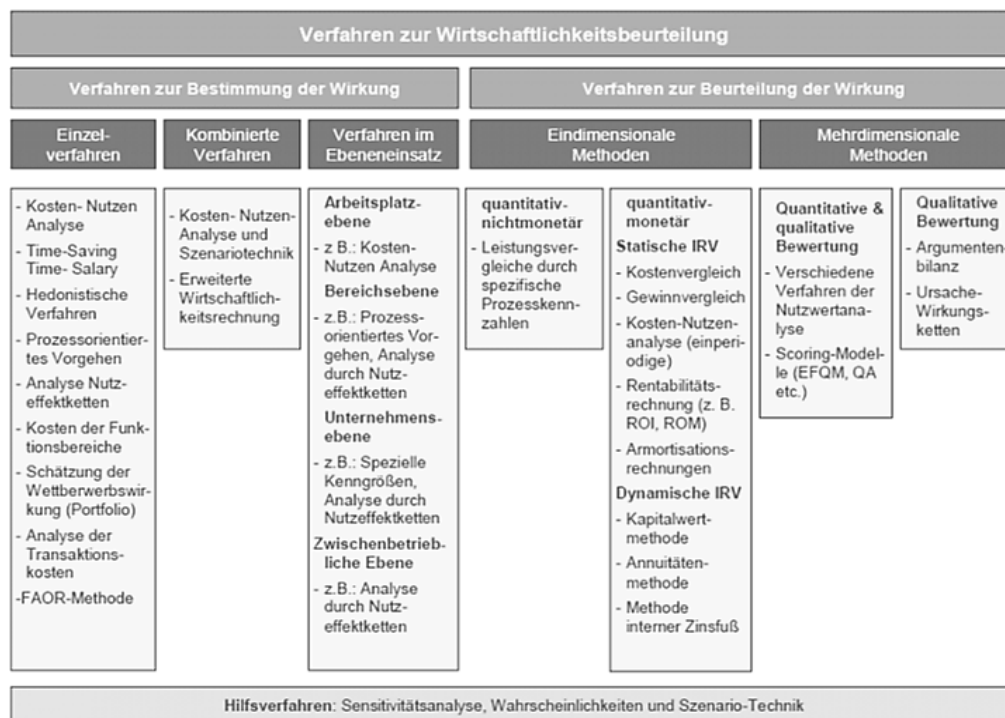 Verfahren zur Wirtschaftlichkeitsbeurteilung
Verfahren zur Bestimmung der Wirkung
Verfahren zur Beurteilung der Wirkung
Einzel-
verfahren
Kombinierte
Verfahren
Verfahren im
Ebeneneinsatz
Eindimensionale
Methoden
Mehrdimensionale
Methoden
- Kosten- Nutzen
Analyse
- Time-Saving
Time- Salary
- Hedonistische
Verfahren
- Prozessorientier-
tes Vorgehen
- Analyse Nutz-
effektketten
- Kosten der Funk-
tionsbereiche
- Schätzung der
Wettberwerbswir-
kung (Portfolio)
- Analyse der
Transaktions-
kosten
-FAOR-Methode
- Kosten- Nutzen-
Analyse und
Szenariotechnik
- Erweiterte
Wirtschaftlich-
keitsrechnung
Arbeitsplatz-
ebene
- z B.: Kosten-
Nutzen Analyse
Bereichsebene
- z.B.: Prozess-
orientiertes Vor-
gehen, Analyse
durch Nutz-
effektketten
Unternehmens-
ebene
- z.B.: Spezielle
Kenngrößen,
Analyse durch
Nutzeffektketten
Zwischenbetrieb-
liche Ebene
- z.B.: Analyse
durch Nutz-
effektketten
quantitativ-
nichtmonetär
- Leistungsver-
gleiche durch
spezifische
Prozesskenn-
zahlen
quantitativ-
monetär
Statische IRV
- Kostenvergleich
- Gewinnvergleich
- Kosten-Nutzen-
analyse (einperi-
odige)
- Rentabilitäts-
rechnung (z. B.
ROI, ROM)
- Armortisations-
rechnungen
Dynamische IRV
- Kapitalwert-
methode
- Annuitäten-
methode
- Methode
interner Zinsfuß
Quantitative &
qualitative
Bewertung
- Verschiedene
Verfahren der
Nutzwertana-
lyse
- Scoring-Model-
le (EFQM, QA
etc.)
Qualitative
Bewertung
- Argumenten-
bilanz
- Ursache-
Wirkungs-
ketten
Hilfsverfahren: Sensitivitätsanalyse, Wahrscheinlichkeiten und Szenario-Technik